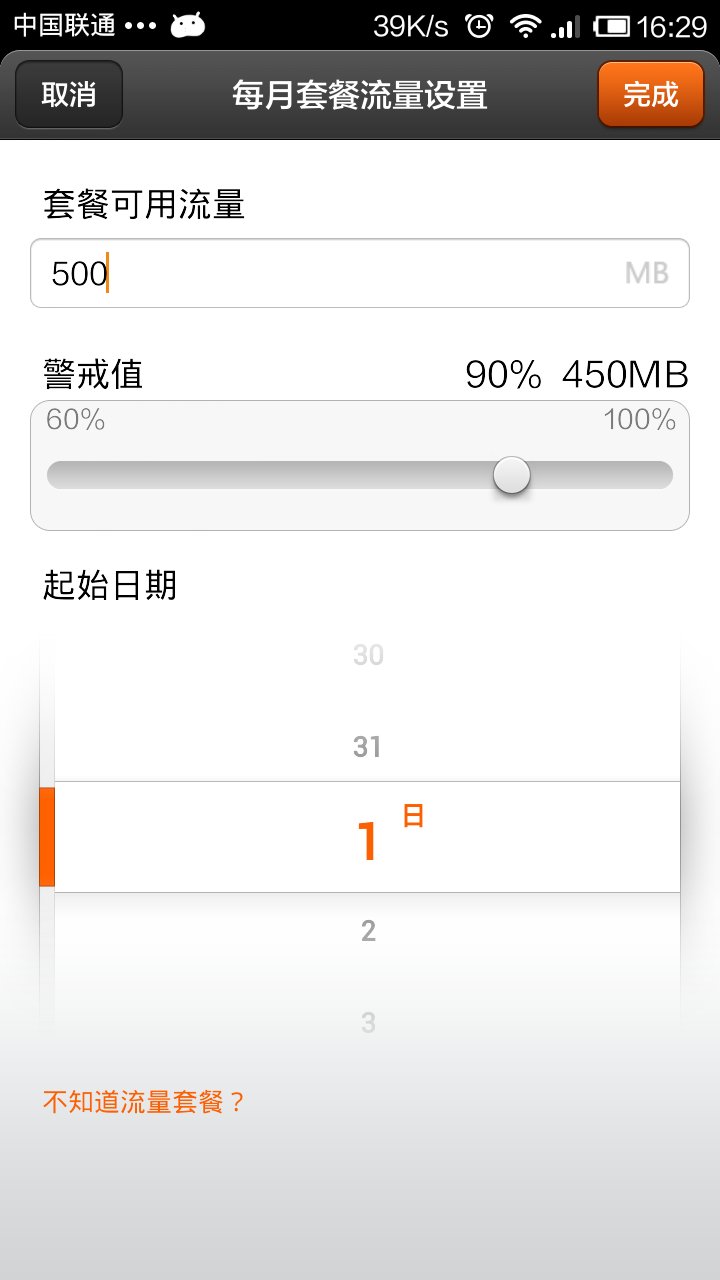 中国联通 ••• 39K/s 16:29
取消 每月套餐流量设置 完成
套餐可用流量
500 MB
警戒值 90% 450MB
60% 100%
起始日期
30
31
1 日
2
3
不知道流量套餐？